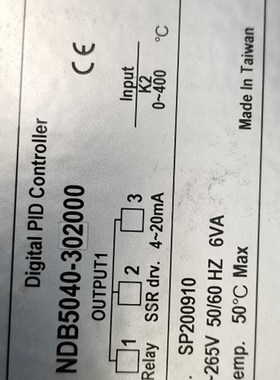 Digital PID Controller
NDB5040-302000
CE
OUTPUT1
1 2 3
Relay SSR drv. 4~20mA
Input
K2
0~400 °C
SP200910
-265V 50/60 HZ 6VA
emp. 50°C Max
Made In Taiwan